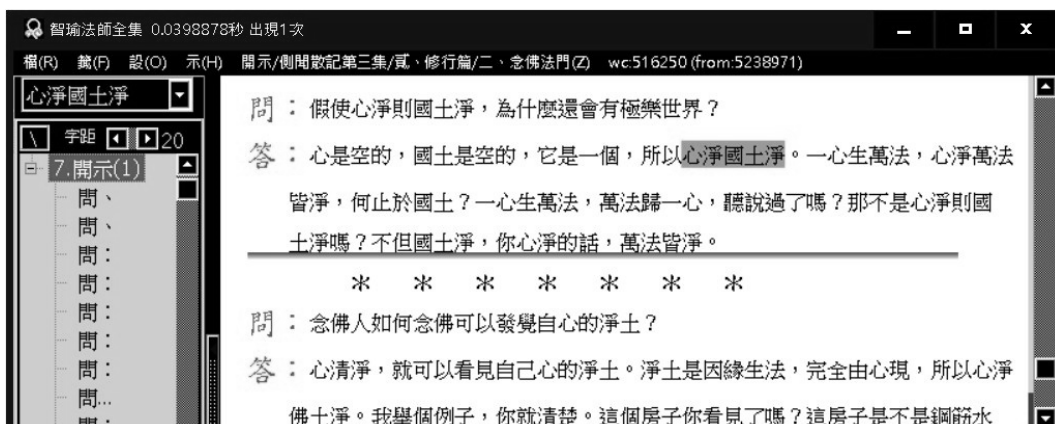 智瑜法師全集 0.0398878秒 出現1次
檔(R) 藏(F) 設(O) 示(H) 開示/側聞散記第三集/貳、修行篇/二、念佛法門(Z) wc:516250 (from:5238971)
心淨國土淨
\ 字距 20
7.開示(1)
問、
問、
問：
問：
問：
問：
問：
問...
問：假使心淨則國土淨，為什麼還會有極樂世界？
答：心是空的，國土是空的，它是一個，所以心淨國土淨。一心生萬法，心淨萬法
皆淨，何止於國土？一心生萬法，萬法歸一心，聽說過了嗎？那不是心淨則國
土淨嗎？不但國土淨，你心淨的話，萬法皆淨。
＊ ＊ ＊ ＊ ＊ ＊ ＊
問：念佛人如何念佛可以發覺自心的淨土？
答：心清淨，就可以看見自己心的淨土。淨土是因緣生法，完全由心現，所以心淨
佛土淨。我舉個例子，你就清楚。這個房子你看見了嗎？這房子是不是鋼筋水